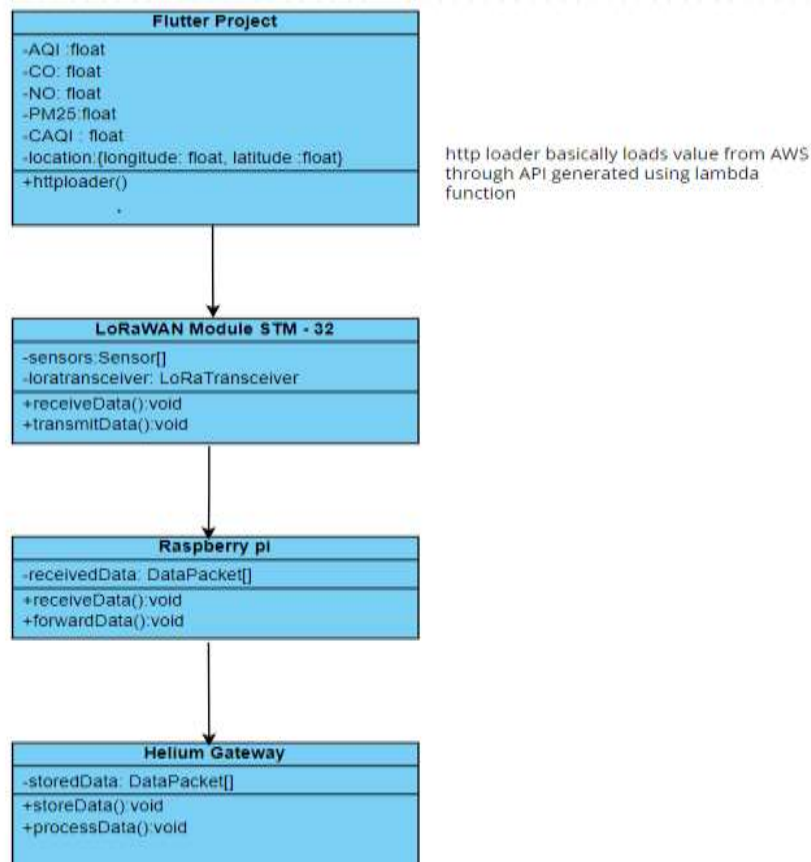 Flutter Project
-AQI :float
-CO: float
-NO: float
-PM25:float
-CAQI : float
-location:{longitude: float, latitude :float}
+httploader()
http loader basically loads value from AWS
through API generated using lambda
function
LoRaWAN Module STM - 32
-sensors:Sensor[]
-loratransceiver: LoRaTransceiver
+receiveData():void
+transmitData():void
Raspberry pi
-receivedData: DataPacket[]
+receiveData():void
+forwardData():void
Helium Gateway
-storedData: DataPacket[]
+storeData():void
+processData():void